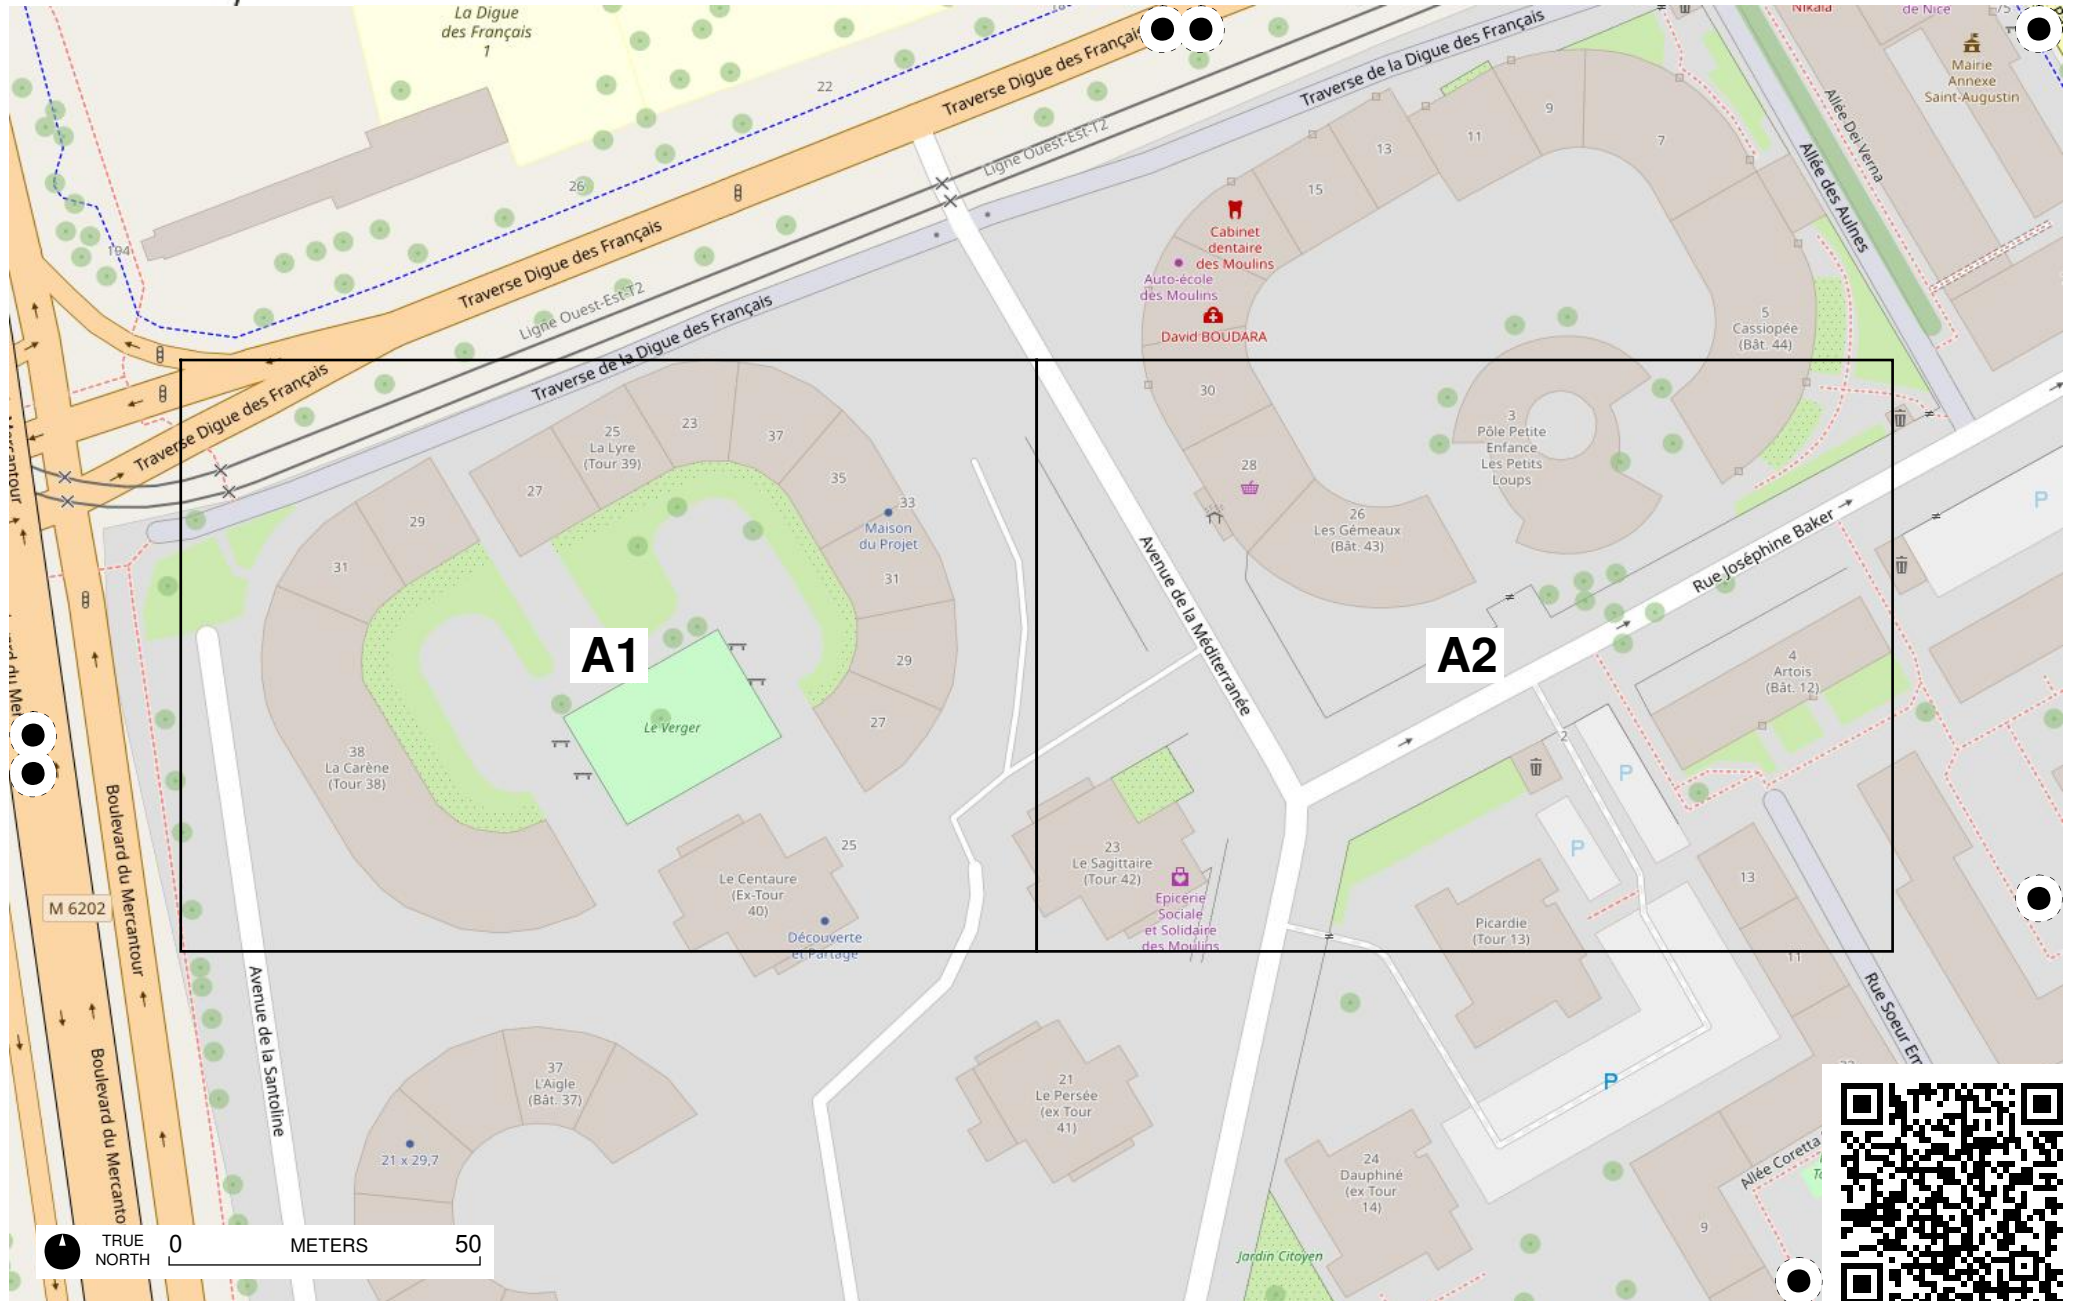 La Digue
des Français
1
22
26
194
Traverse Digue des Français
Ligne Ouest-Est-T2
Traverse de la Digue des Français
Nikaïa
de Nice
75
Mairie
Annexe
Saint-Augustin
Allée Dei Verna
Allée des Aulnes
9
7
11
13
15
Cabinet
dentaire
des Moulins
Auto-école
des Moulins
David BOUDARA
5
Cassiopée
(Bât. 44)
Traverse Digue des Français
Ligne Ouest-Est-T2
Traverse de la Digue des Français
Traverse Digue des Français
30
28
26
Les Gémeaux
(Bât. 43)
3
Pôle Petite
Enfance
Les Petits
Loups
25
La Lyre
(Tour 39)
23
37
35
33
Maison
du Projet
31
29
27
27
29
31
38
La Carène
(Tour 38)
A1
Le Verger
A2
Avenue de la Méditerranée
Rue Joséphine Baker
P
4
Artois
(Bât. 12)
2
P
P
25
Le Centaure
(Ex-Tour
40)
Découverte
et Partage
23
Le Sagittaire
(Tour 42)
Epicerie
Sociale
et Solidaire
des Moulins
Picardie
(Tour 13)
13
11
M 6202
Boulevard du Mercantour
Avenue de la Santoline
37
L'Aigle
(Bât. 37)
21 x 29,7
21
Le Persée
(ex Tour
41)
P
24
Dauphiné
(ex Tour
14)
Rue Soeur Em
Allée Coretta
9
Jardin Citoyen
Boulevard du Mercanto
TRUE
NORTH
0 METERS 50